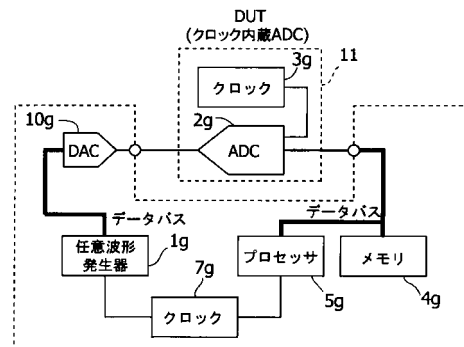 DUT
(クロック内蔵ADC)
3g
11
クロック
10g
2g
DAC
ADC
データバス
データバス
任意波形
発生器
1g
7g
プロセッサ
メモリ
クロック
5g
4g